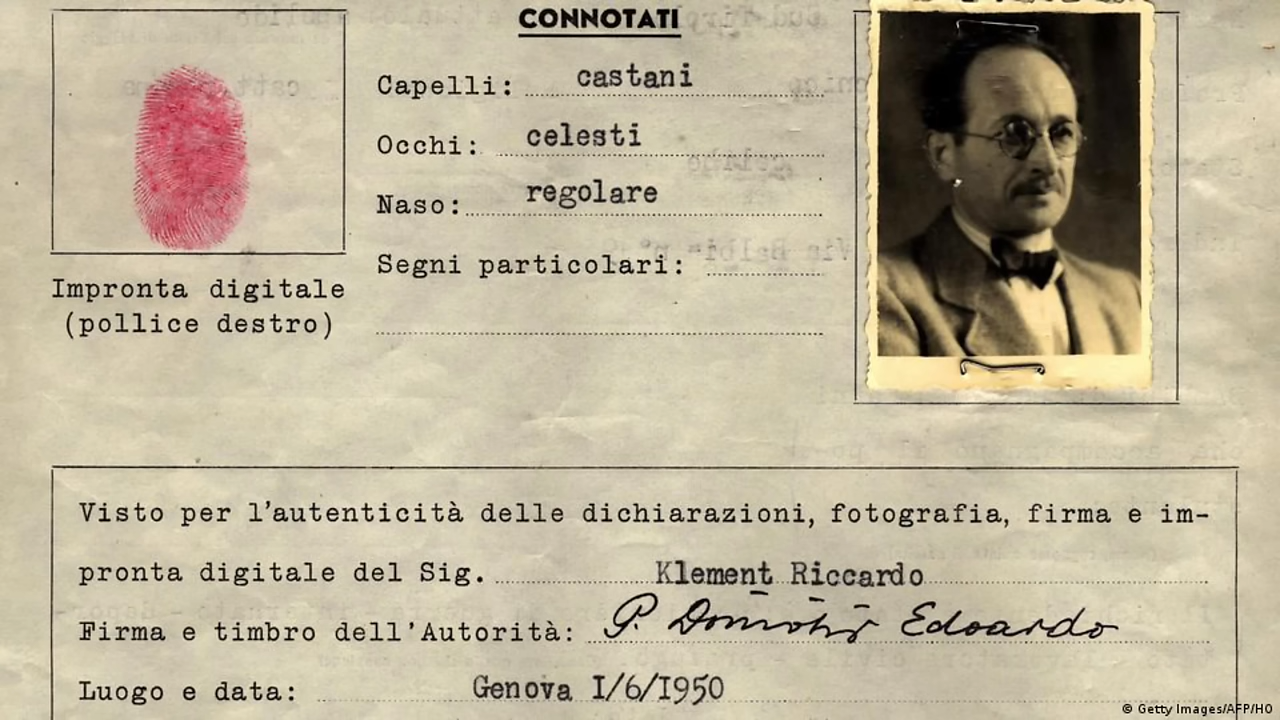 CONNOTATI
Capelli: castani
Occhi: celesti
Naso: regolare
Segni particolari:
Impronta digitale
(pollice destro)
Visto per l'autenticità delle dichiarazioni, fotografia, firma e im-
pronta digitale del Sig. Klement Riccardo
Firma e timbro dell'Autorità: P. Edoardo
Luogo e data: Genova I/6/1950
© Getty Images/AFP/HO